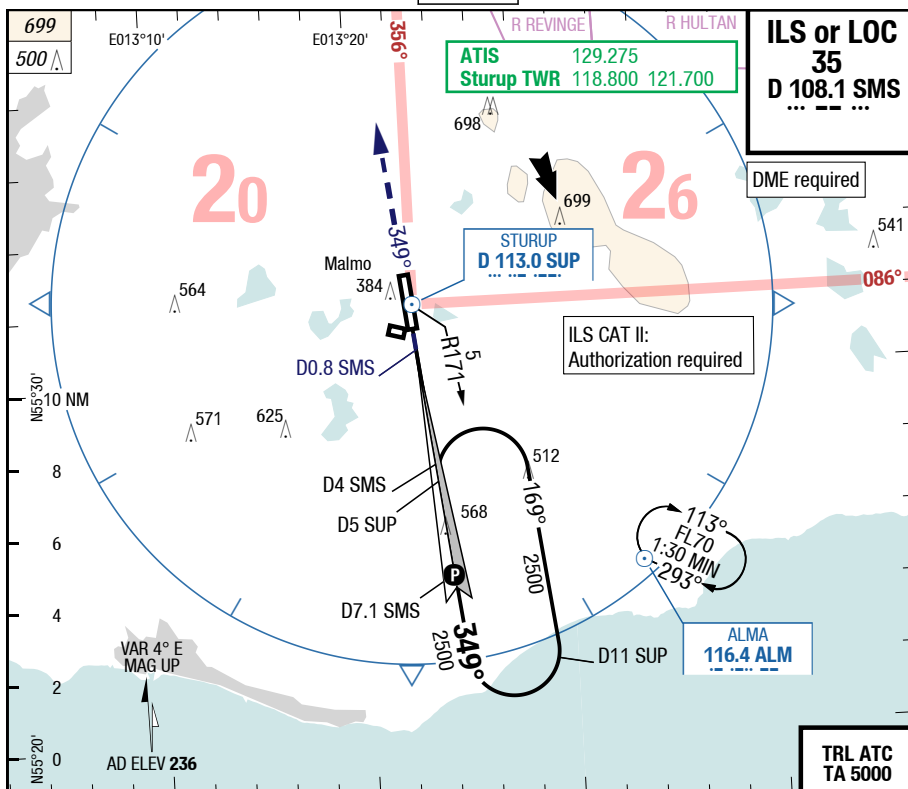 699
500
E013°10'
E013°20'
356°
R REVINGE
R HULTAN
ATIS 129.275
Sturup TWR 118.800 121.700
ILS or LOC
35
D 108.1 SMS
698
20
26
DME required
699
541
349°
STURUP
D 113.0 SUP
Malmo
384
086°
564
ILS CAT II:
Authorization required
5
R171
D0.8 SMS
N55°30'
10 NM
571
625
8
D4 SMS
512
169°
D5 SUP
568
113°
FL70
1:30 MIN
293°
6
2500
D7.1 SMS
4
2500
349°
D11 SUP
ALMA
116.4 ALM
VAR 4° E
MAG UP
2
N55°20'
0
AD ELEV 236
TRL ATC
TA 5000
P